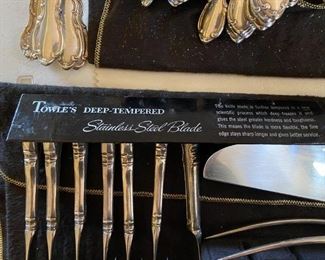 TOWLE'S DEEP-TEMPERED
Stainless Steel Blade
The knife blade is further tempered in a new
scientific process which deep-freezes it and
gives the steel greater hardness and toughness.
This means the blade is more flexible, the fine
edge stays sharp longer and gives better service.